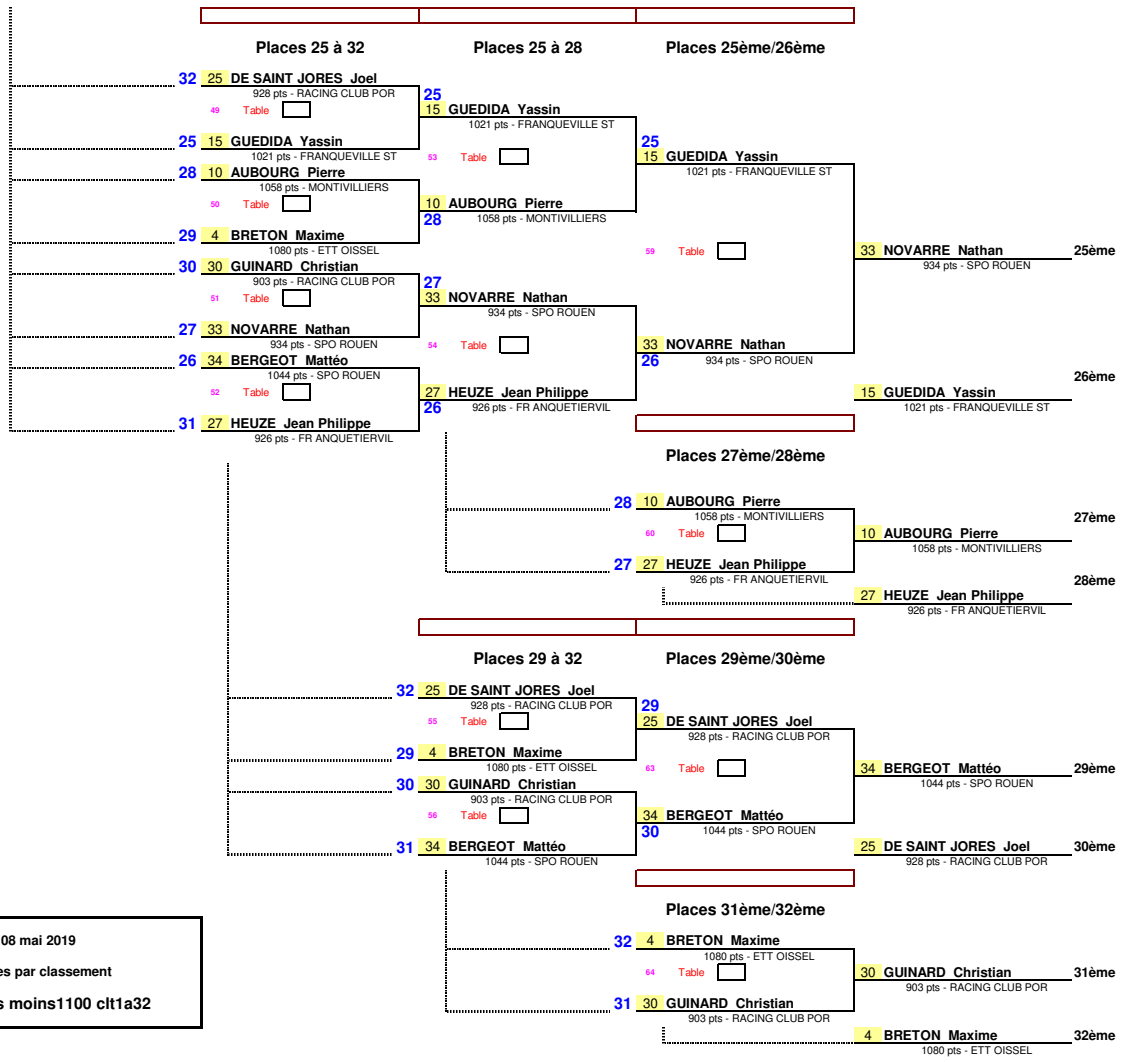 Places 25 à 32 Places 25 à 28 Places 25ème/26ème
32 25 DE SAINT JORES Joel
928 pts - RACING CLUB POR
49 Table
25 15 GUEDIDA Yassin
1021 pts - FRANQUEVILLE ST
28 10 AUBOURG Pierre
1058 pts - MONTIVILLIERS
50 Table
29 4 BRETON Maxime
1080 pts - ETT OISSEL
30 30 GUINARD Christian
903 pts - RACING CLUB POR
51 Table
27 33 NOVARRE Nathan
934 pts - SPO ROUEN
26 34 BERGEOT Mattéo
1044 pts - SPO ROUEN
52 Table
31 27 HEUZE Jean Philippe
926 pts - FR ANQUETIERVIL
25
15 GUEDIDA Yassin
1021 pts - FRANQUEVILLE ST
53 Table
10 AUBOURG Pierre
28 1058 pts - MONTIVILLIERS
27
33 NOVARRE Nathan
934 pts - SPO ROUEN
54 Table
27 HEUZE Jean Philippe
26 926 pts - FR ANQUETIERVIL
25
15 GUEDIDA Yassin
1021 pts - FRANQUEVILLE ST
59 Table
33 NOVARRE Nathan
26 934 pts - SPO ROUEN
33 NOVARRE Nathan 25ème
934 pts - SPO ROUEN
26ème
15 GUEDIDA Yassin
1021 pts - FRANQUEVILLE ST
Places 27ème/28ème
28 10 AUBOURG Pierre
1058 pts - MONTIVILLIERS
60 Table
27 27 HEUZE Jean Philippe
926 pts - FR ANQUETIERVIL
27ème
10 AUBOURG Pierre
1058 pts - MONTIVILLIERS
28ème
27 HEUZE Jean Philippe
926 pts - FR ANQUETIERVIL
Places 29 à 32 Places 29ème/30ème
32 25 DE SAINT JORES Joel
928 pts - RACING CLUB POR
55 Table
29 4 BRETON Maxime
1080 pts - ETT OISSEL
30 30 GUINARD Christian
903 pts - RACING CLUB POR
56 Table
31 34 BERGEOT Mattéo
1044 pts - SPO ROUEN
29
25 DE SAINT JORES Joel
928 pts - RACING CLUB POR
63 Table
34 BERGEOT Mattéo
30 1044 pts - SPO ROUEN
34 BERGEOT Mattéo 29ème
1044 pts - SPO ROUEN
25 DE SAINT JORES Joel 30ème
928 pts - RACING CLUB POR
Places 31ème/32ème
32 4 BRETON Maxime
1080 pts - ETT OISSEL
64 Table
31 30 GUINARD Christian
903 pts - RACING CLUB POR
30 GUINARD Christian 31ème
903 pts - RACING CLUB POR
4 BRETON Maxime 32ème
1080 pts - ETT OISSEL
08 mai 2019
es par classement
s moins1100 clt1a32